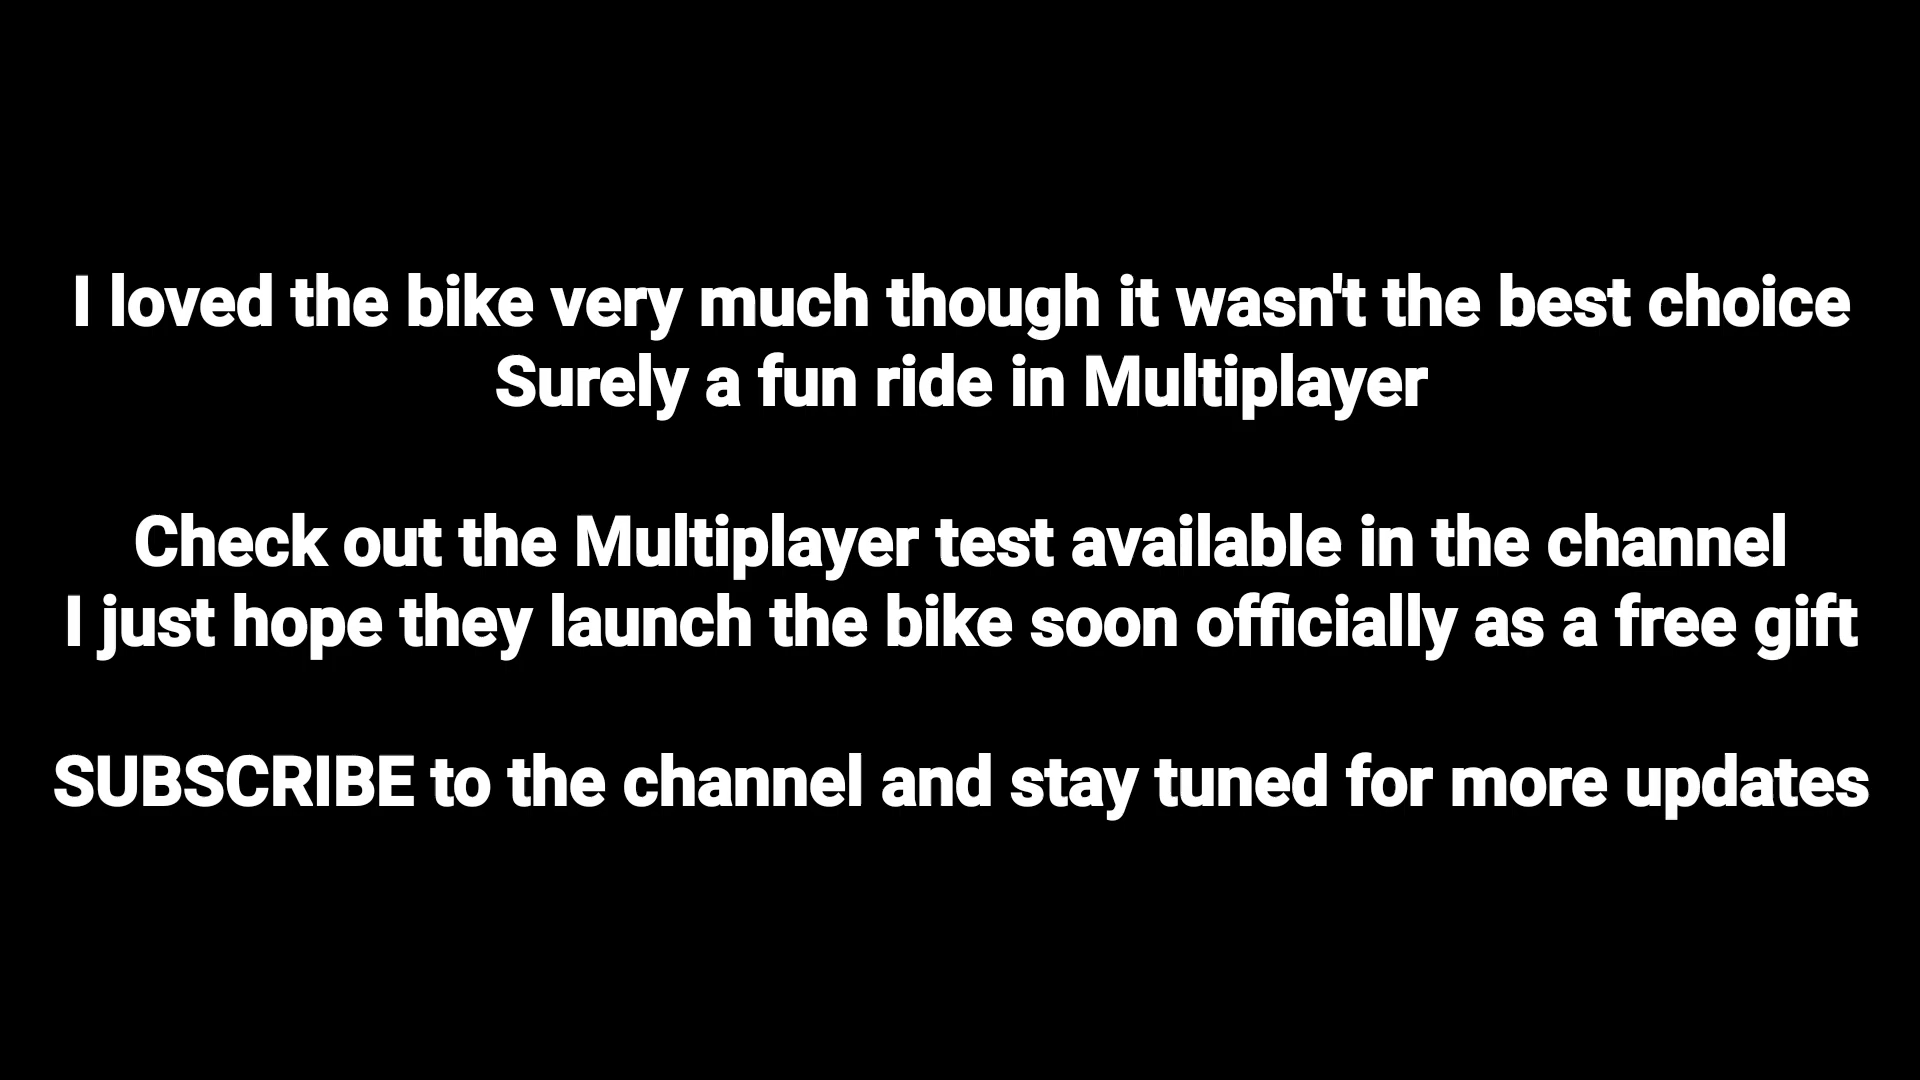 I loved the bike very much though it wasn't the best choice
Surely a fun ride in Multiplayer
Check out the Multiplayer test available in the channel
I just hope they launch the bike soon officially as a free gift
SUBSCRIBE to the channel and stay tuned for more updates